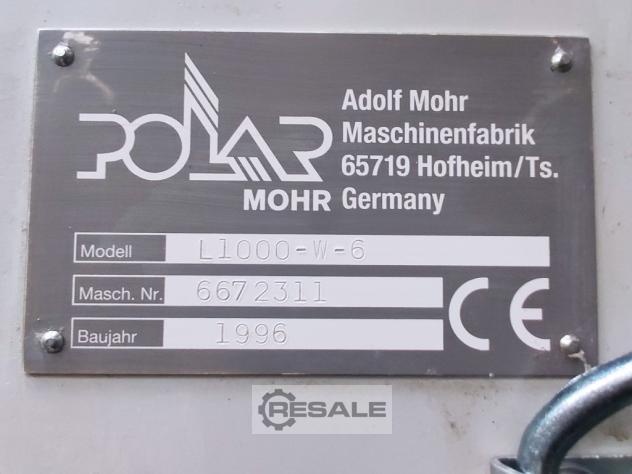 POLAR
MOHR
Adolf Mohr
Maschinenfabrik
65719 Hofheim/Ts.
Germany
Modell L1000-W-6
Masch. Nr. 6672311
Baujahr 1996
CE
RESALE